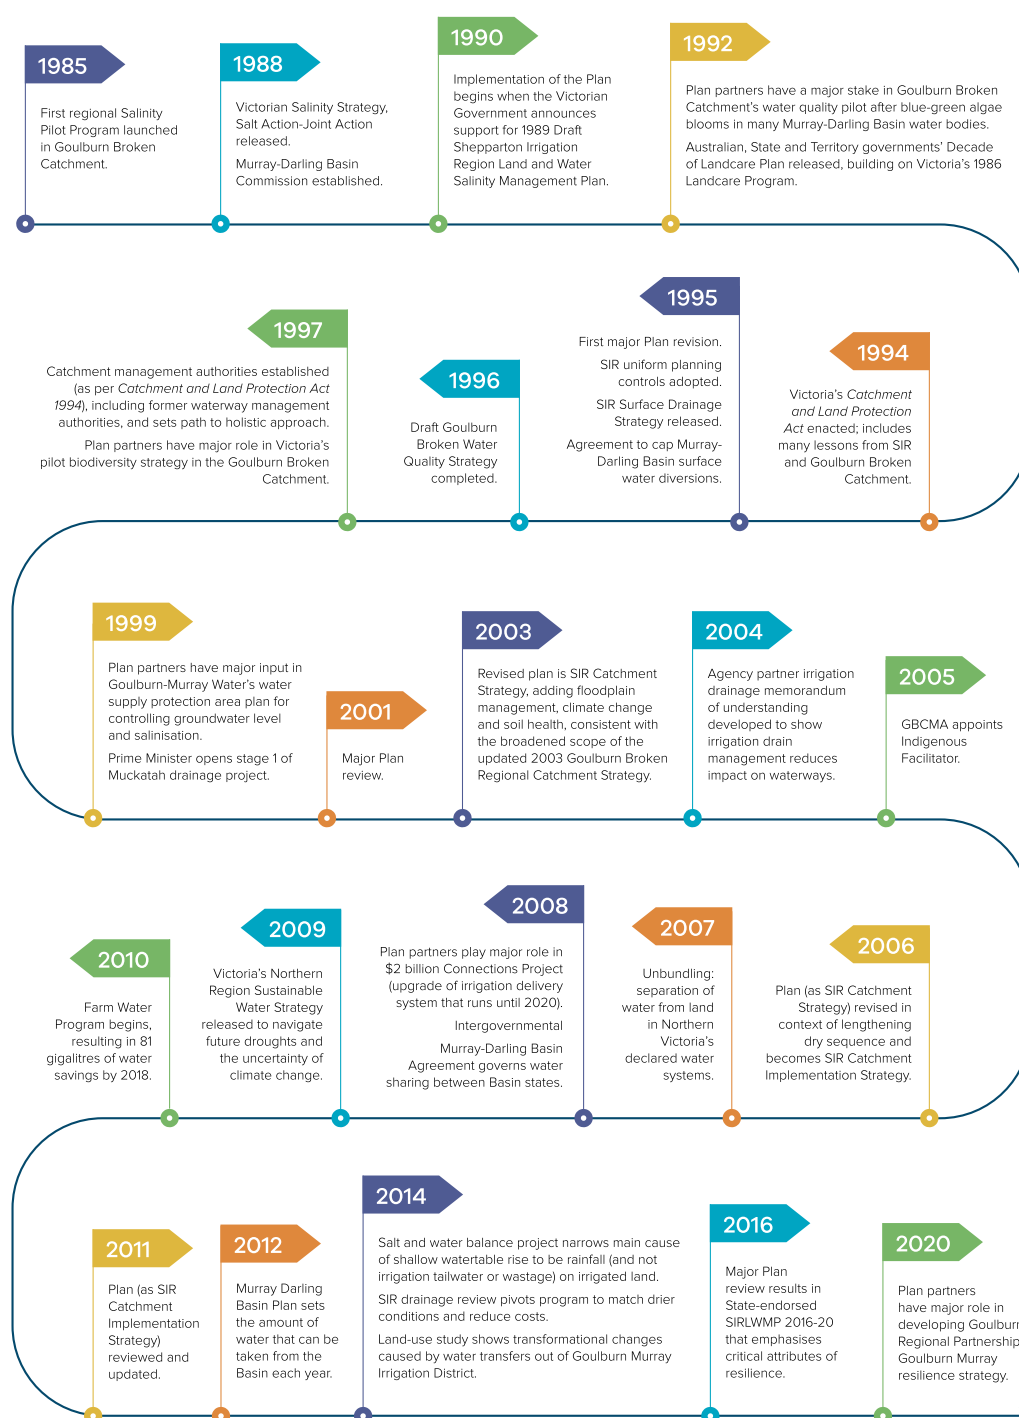 1985
First regional Salinity
Pilot Program launched
in Goulburn Broken
Catchment.
1988
Victorian Salinity Strategy,
Salt Action-Joint Action
released.
Murray-Darling Basin
Commission established.
1990
Implementation of the Plan
begins when the Victorian
Government announces
support for 1989 Draft
Shepparton Irrigation
Region Land and Water
Salinity Management Plan.
1992
Plan partners have a major stake in Goulburn Broken
Catchment's water quality pilot after blue-green algae
blooms in many Murray-Darling Basin water bodies.
Australian, State and Territory governments' Decade
of Landcare Plan released, building on Victoria's 1986
Landcare Program.
1994
Victoria's Catchment
and Land Protection
Act enacted; includes
many lessons from SIR
and Goulburn Broken
Catchment.
1995
First major Plan revision.
SIR uniform planning
controls adopted.
SIR Surface Drainage
Strategy released.
Agreement to cap Murray-
Darling Basin surface
water diversions.
1996
Draft Goulburn
Broken Water
Quality Strategy
completed.
1997
Catchment management authorities established
(as per Catchment and Land Protection Act
1994), including former waterway management
authorities, and sets path to holistic approach.
Plan partners have major role in Victoria's
pilot biodiversity strategy in the Goulburn Broken
Catchment.
1999
Plan partners have major input in
Goulburn-Murray Water's water
supply protection area plan for
controlling groundwater level
and salinisation.
Prime Minister opens stage 1 of
Muckatah drainage project.
2001
Major Plan
review.
2003
Revised plan is SIR Catchment
Strategy, adding floodplain
management, climate change
and soil health, consistent with
the broadened scope of the
updated 2003 Goulburn Broken
Regional Catchment Strategy.
2004
Agency partner irrigation
drainage memorandum
of understanding
developed to show
irrigation drain
management reduces
impact on waterways.
2005
GBCMA appoints
Indigenous
Facilitator.
2006
Plan (as SIR Catchment
Strategy) revised in
context of lengthening
dry sequence and
becomes SIR Catchment
Implementation Strategy.
2007
Unbundling:
separation of
water from land
in Northern
Victoria's
declared water
systems.
2008
Plan partners play major role in
$2 billion Connections Project
(upgrade of irrigation delivery
system that runs until 2020).
Intergovernmental
Murray-Darling Basin
Agreement governs water
sharing between Basin states.
2009
Victoria's Northern
Region Sustainable
Water Strategy
released to navigate
future droughts and
the uncertainty of
climate change.
2010
Farm Water
Program begins,
resulting in 81
gigalitres of water
savings by 2018.
2011
Plan (as SIR
Catchment
Implementation
Strategy)
reviewed and
updated.
2012
Murray Darling
Basin Plan sets
the amount of
water that can be
taken from the
Basin each year.
2014
Salt and water balance project narrows main cause
of shallow watertable rise to be rainfall (and not
irrigation tailwater or wastage) on irrigated land.
SIR drainage review pivots program to match drier
conditions and reduce costs.
Land-use study shows transformational changes
caused by water transfers out of Goulburn Murray
Irrigation District.
2016
Major Plan
review results in
State-endorsed
SIRLWMP 2016-20
that emphasises
critical attributes of
resilience.
2020
Plan partners
have major role in
developing Goulburn
Regional Partnership
Goulburn Murray
resilience strategy.